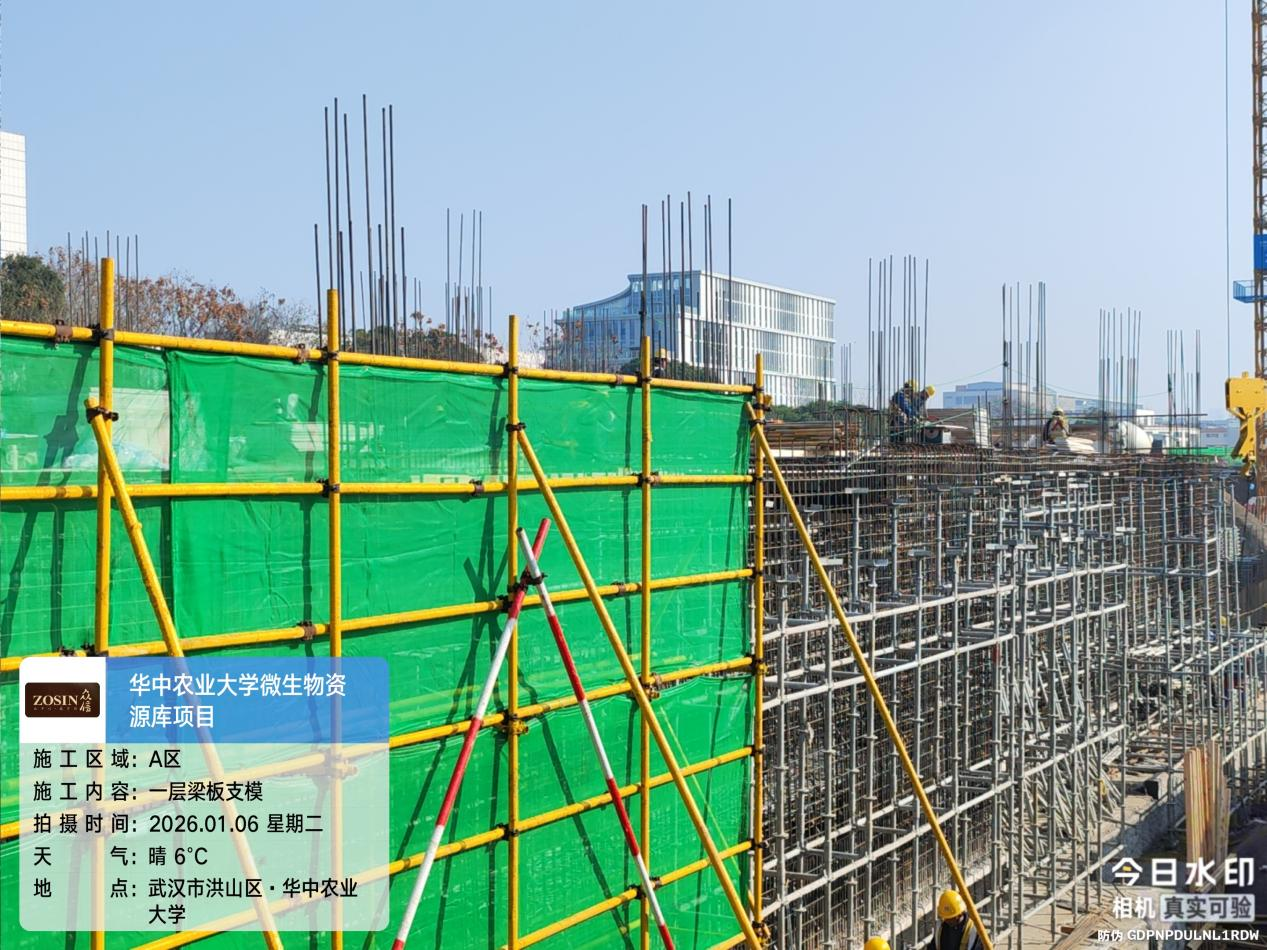 ZOSIN 众信
华中农业大学微生物资
源库项目
施工区域：A区
施工内容：一层梁板支模
拍摄时间：2026.01.06 星期二
天气：晴 6℃
地点：武汉市洪山区·华中农业
大学
今日水印
相机 真实可验
防伪 GDPNPDULNL1RDW